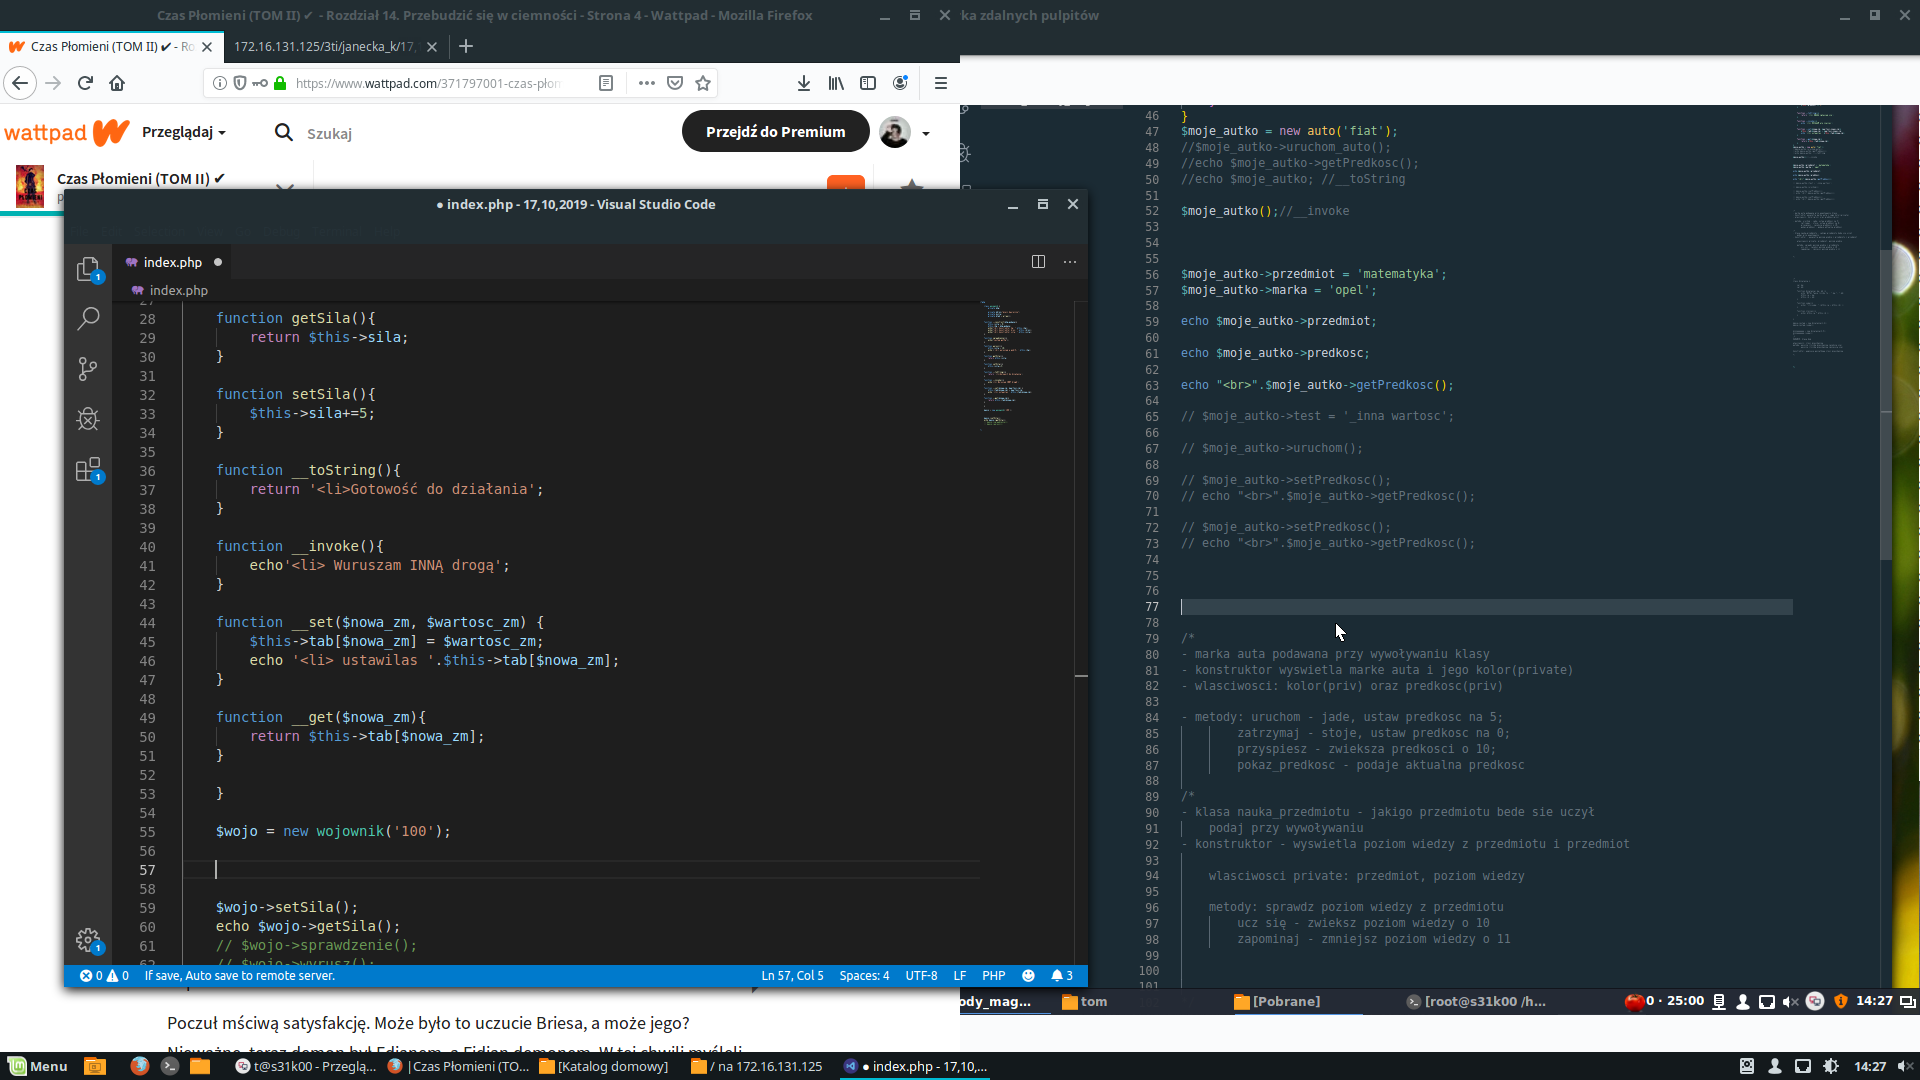 Czas Płomieni (TOM II) ✔ - Rozdział 14. Przebudzić się w ciemności - Strona 4 - Wattpad - Mozilla Firefox
ka zdalnych pulpitów
Czas Płomieni (TOM II) ✔ - Ro
172.16.131.125/3ti/janecka_k/17,
https://www.wattpad.com/371797001-czas-płom
wattpad
Przeglądaj
Szukaj
Przejdź do Premium
Czas Płomieni (TOM II) ✔
● index.php - 17,10,2019 - Visual Studio Code
index.php ●
index.php
28 function getSila(){
29 return $this->sila;
30 }
31
32 function setSila(){
33 $this->sila+=5;
34 }
35
36 function __toString(){
37 return '<li>Gotowość do działania';
38 }
39
40 function __invoke(){
41 echo'<li> Wuruszam INNĄ drogą';
42 }
43
44 function __set($nowa_zm, $wartosc_zm) {
45 $this->tab[$nowa_zm] = $wartosc_zm;
46 echo '<li> ustawilas '.$this->tab[$nowa_zm];
47 }
48
49 function __get($nowa_zm){
50 return $this->tab[$nowa_zm];
51 }
52
53 }
54
55 $wojo = new wojownik('100');
56
57
58
59 $wojo->setSila();
60 echo $wojo->getSila();
61 // $wojo->sprawdzenie();
62 // $wojo->wyrusz();
0 0 If save, Auto save to remote server.
Ln 57, Col 5 Spaces: 4 UTF-8 LF PHP 3
46 }
47 $moje_autko = new auto('fiat');
48 //$moje_autko->uruchom_auto();
49 //echo $moje_autko->getPredkosc();
50 //echo $moje_autko; //__toString
51
52 $moje_autko();//__invoke
53
54
55
56 $moje_autko->przedmiot = 'matematyka';
57 $moje_autko->marka = 'opel';
58
59 echo $moje_autko->przedmiot;
60
61 echo $moje_autko->predkosc;
62
63 echo "<br>".$moje_autko->getPredkosc();
64
65 // $moje_autko->test = '_inna wartosc';
66
67 // $moje_autko->uruchom();
68
69 // $moje_autko->setPredkosc();
70 // echo "<br>".$moje_autko->getPredkosc();
71
72 // $moje_autko->setPredkosc();
73 // echo "<br>".$moje_autko->getPredkosc();
74
75
76
77
78
79 /*
80 - marka auta podawana przy wywoływaniu klasy
81 - konstruktor wyswietla marke auta i jego kolor(private)
82 - wlasciwosci: kolor(priv) oraz predkosc(priv)
83
84 - metody: uruchom - jade, ustaw predkosc na 5;
85 zatrzymaj - stoje, ustaw predkosc na 0;
86 przyspiesz - zwieksza predkosci o 10;
87 pokaz_predkosc - podaje aktualna predkosc
88
89 /*
90 - klasa nauka_przedmiotu - jakigo przedmiotu bede sie uczył
91 podaj przy wywoływaniu
92 - konstruktor - wyswietla poziom wiedzy z przedmiotu i przedmiot
93
94 wlasciwosci private: przedmiot, poziom wiedzy
95
96 metody: sprawdz poziom wiedzy z przedmiotu
97 ucz się - zwieksz poziom wiedzy o 10
98 zapominaj - zmniejsz poziom wiedzy o 11
99
100
101
ody_mag...
tom
[Pobrane]
[root@s31k00 /h...
0 · 25:00
14:27
Poczuł mściwą satysfakcję. Może było to uczucie Briesa, a może jego?
Menu
t@s31k00 - Przeglą...
|Czas Płomieni (TO...
[Katalog domowy]
/ na 172.16.131.125
● index.php - 17,10,...
14:27